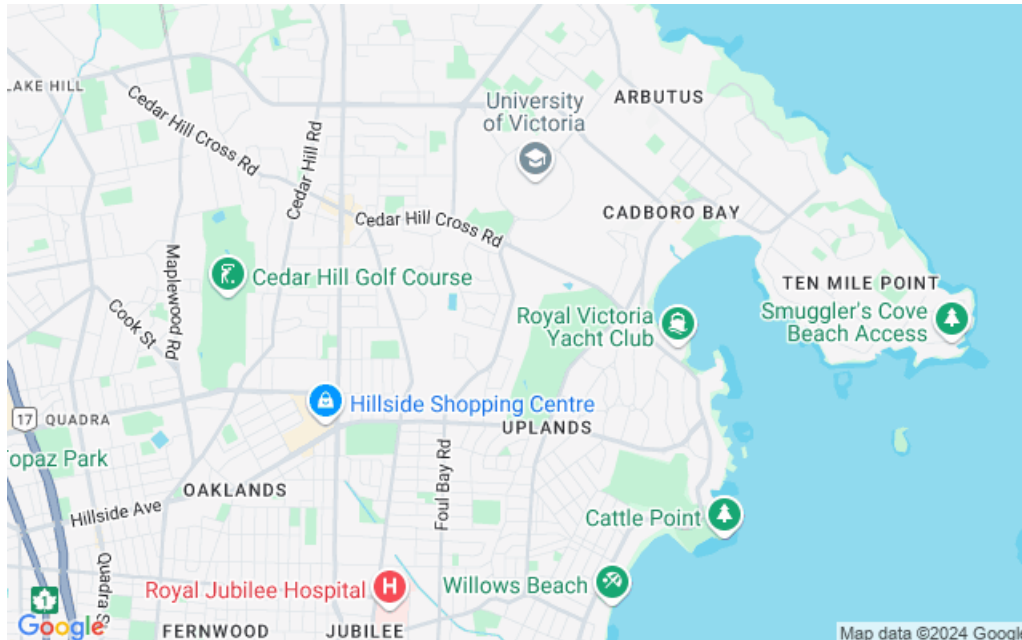 LAKE HILL
ARBUTUS
University
of Victoria
Cedar Hill Cross Rd
Cedar Hill Rd
Cedar Hill Cross Rd
CADBORO BAY
Maplewood Rd
Cedar Hill Golf Course
TEN MILE POINT
Cook St
Royal Victoria
Yacht Club
Smuggler's Cove
Beach Access
17
QUADRA
Hillside Shopping Centre
UPLANDS
Topaz Park
Foul Bay Rd
OAKLANDS
Hillside Ave
Cattle Point
Quadra S
Royal Jubilee Hospital
H
Willows Beach
1
Google
FERNWOOD
JUBILEE
Map data ©2024 Google